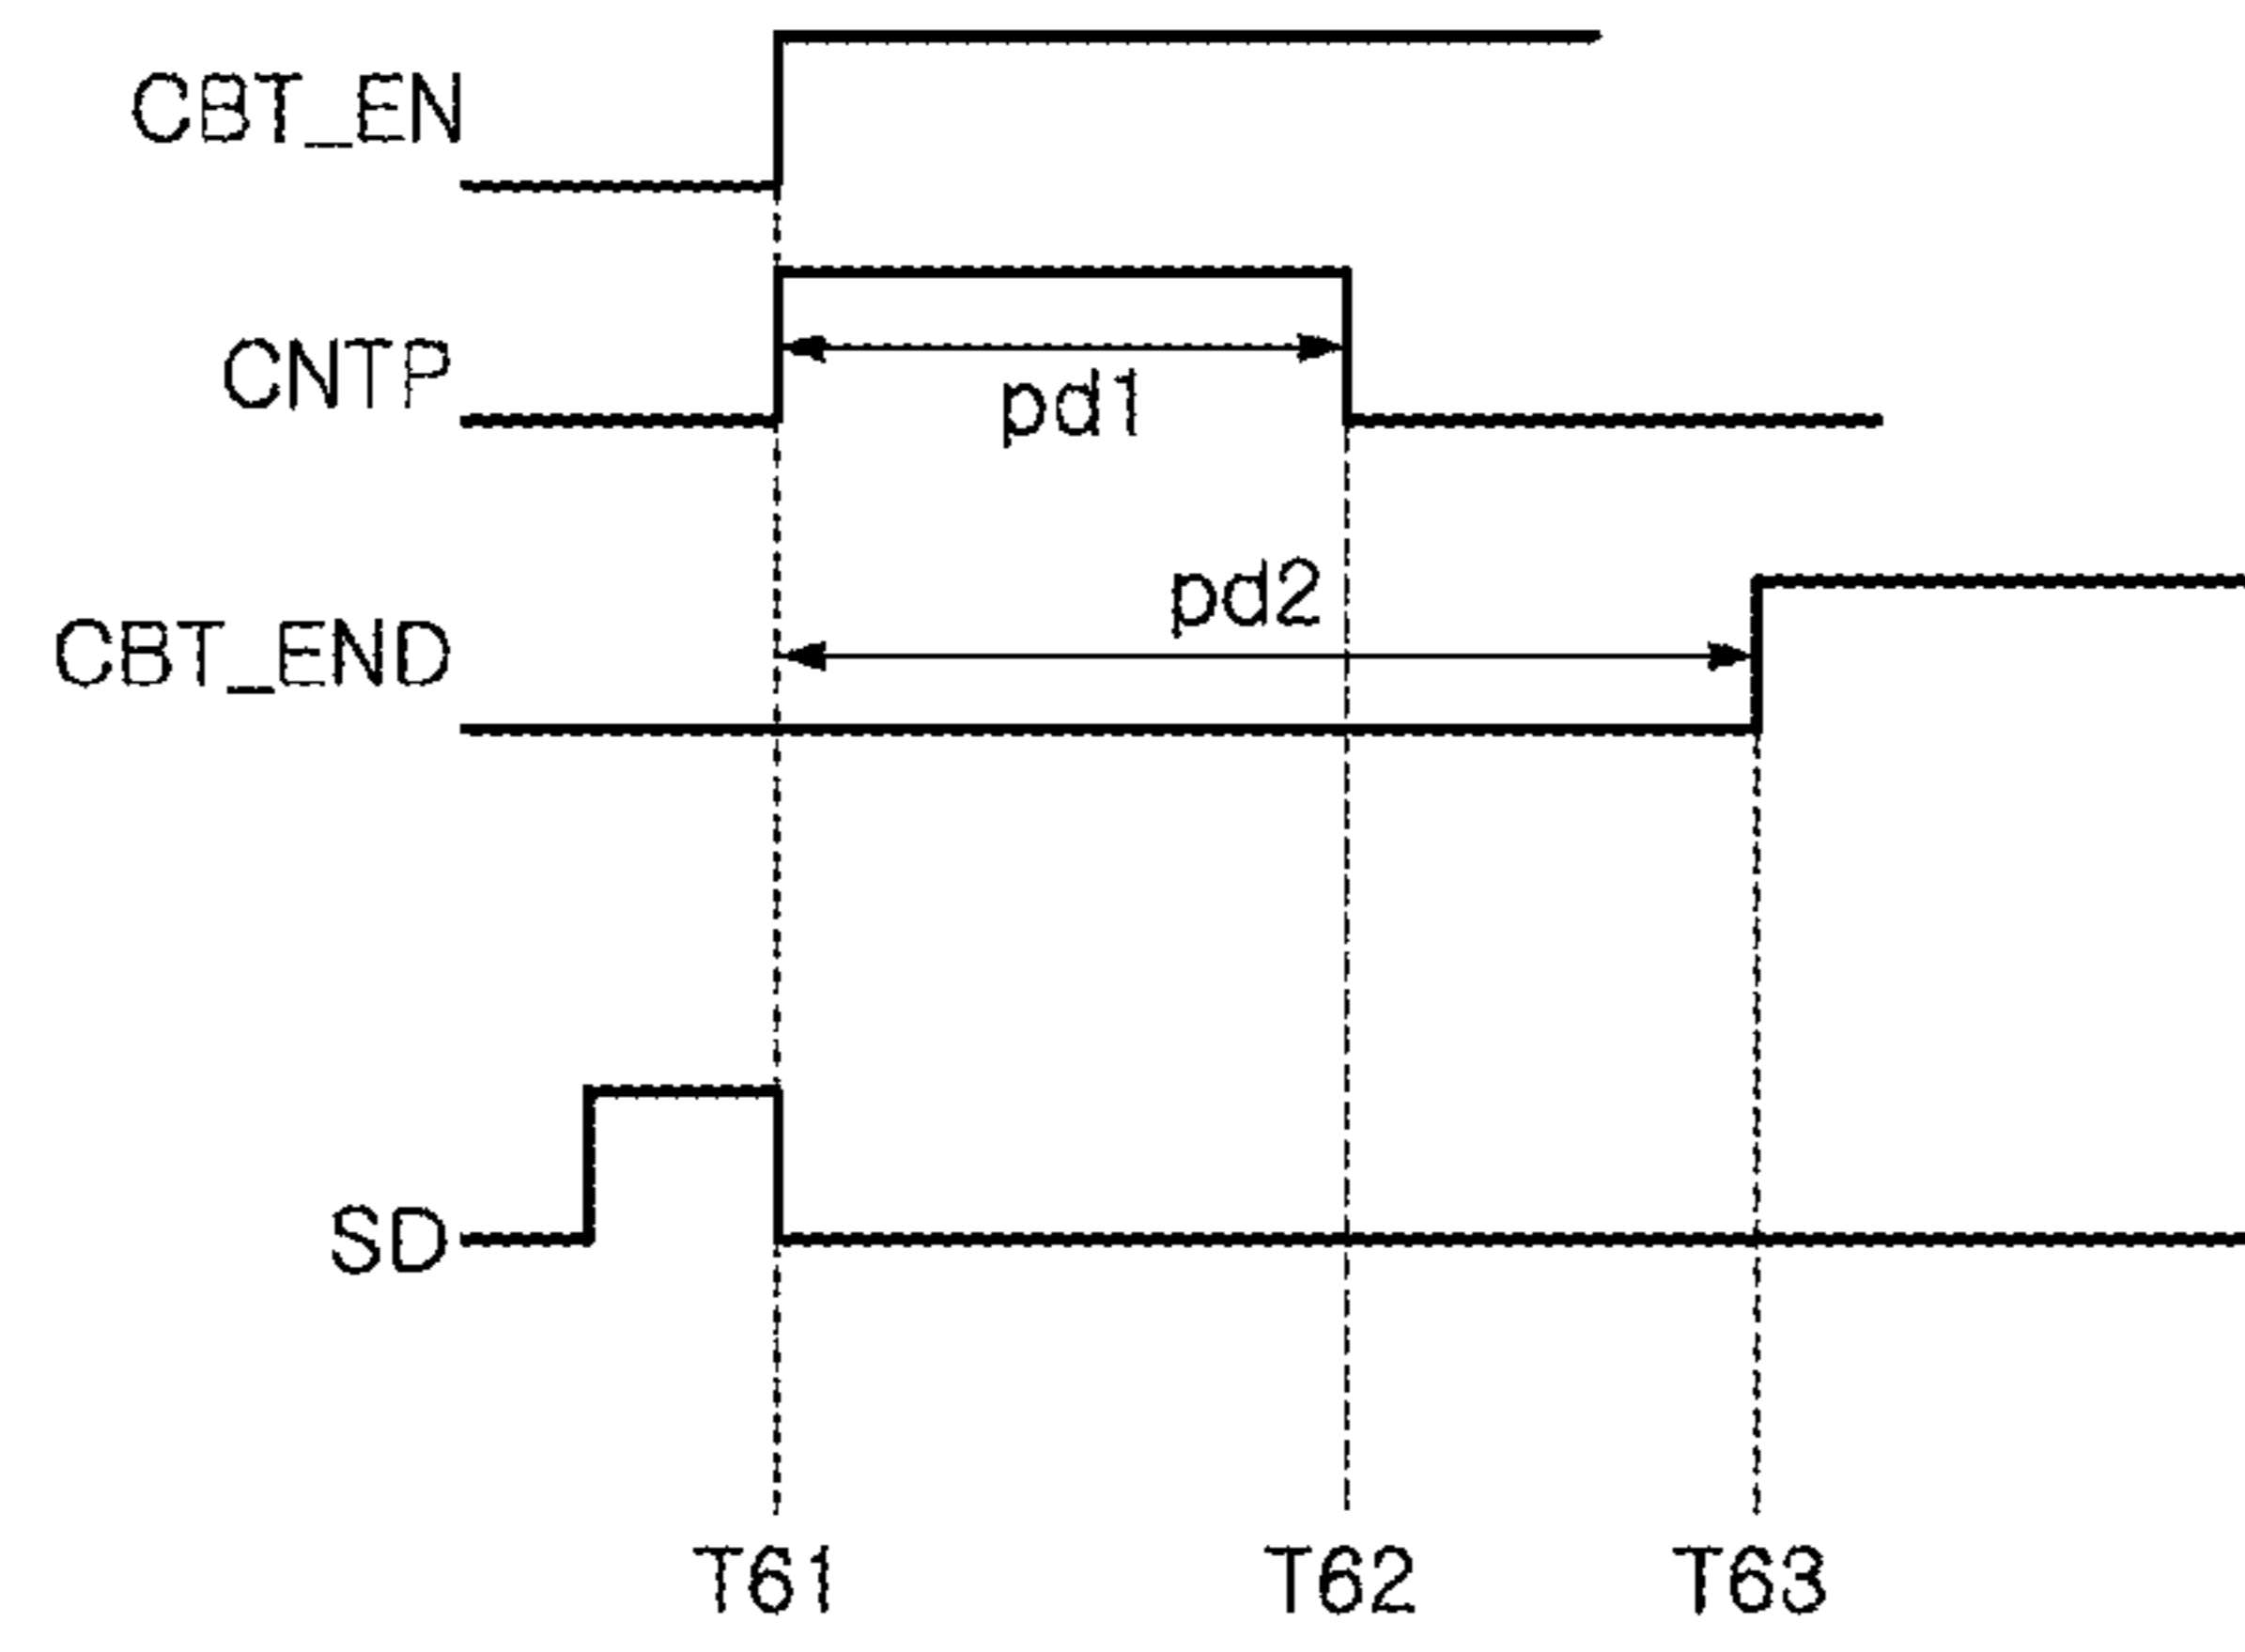 CBT_EN
CNTP
pd1
pd2
CBT_END
SD
T61 T62 T63